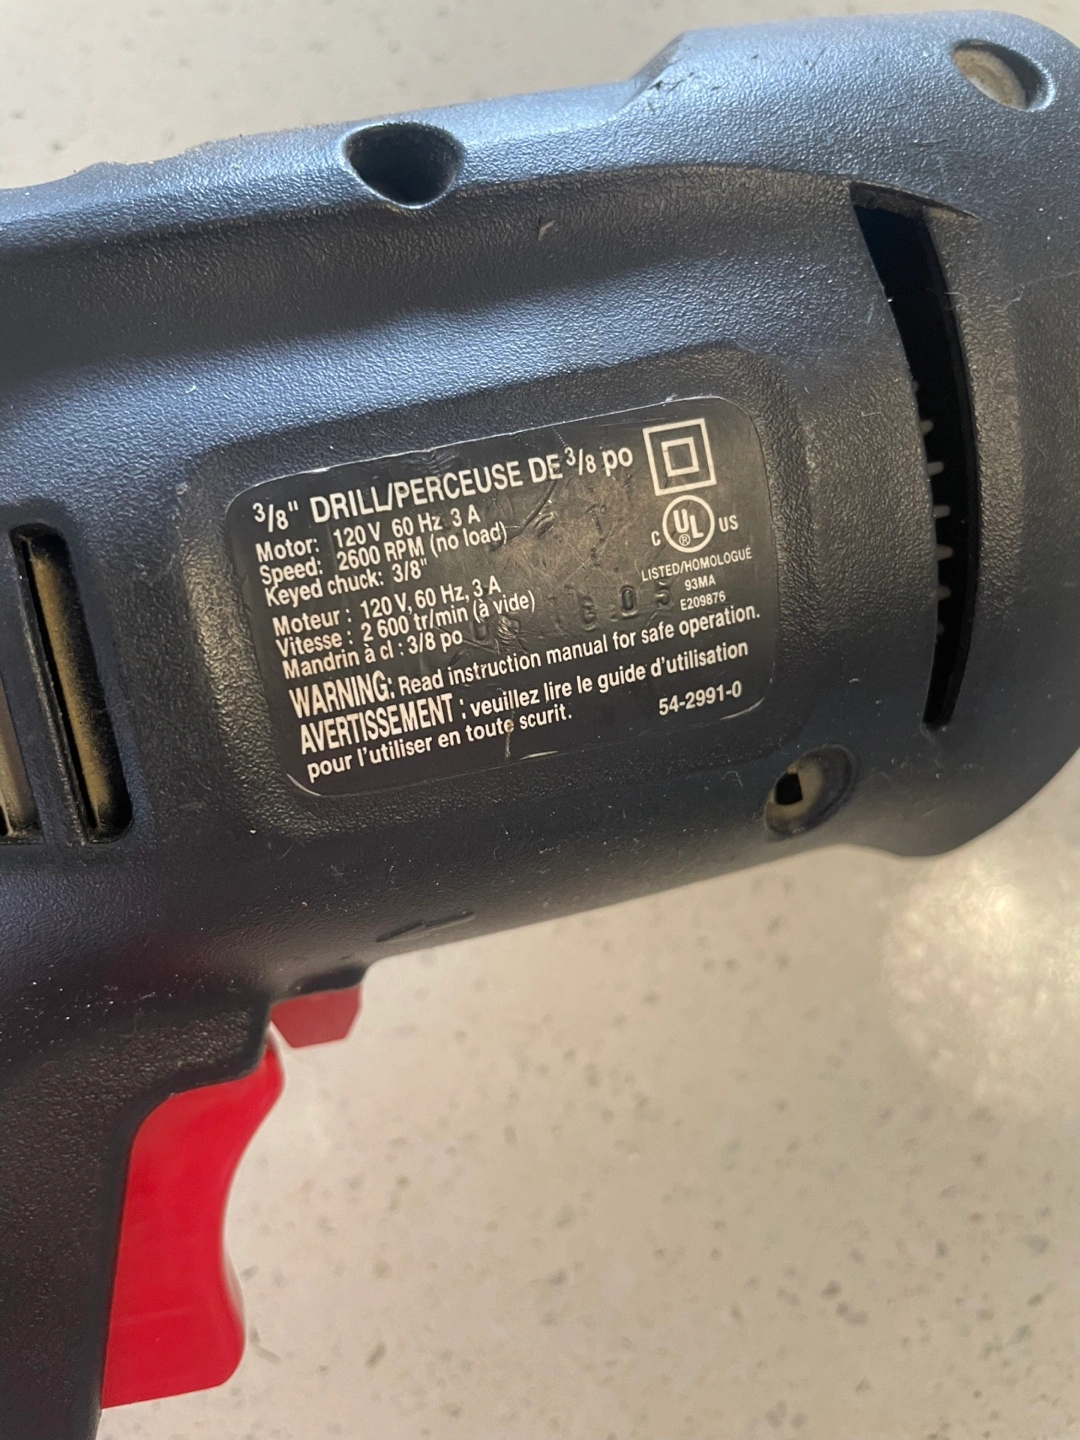 3/8" DRILL/PERCEUSE DE 3/8 po
Motor: 120 V 60 Hz 3 A
Speed: 2600 RPM (no load)
Keyed chuck: 3/8"
Moteur : 120 V, 60 Hz, 3 A
Vitesse : 2 600 tr/min (à vide)
Mandrin à cl : 3/8 po
C UL® US
LISTED/HOMOLOGUÉ
93MA
E209876
WARNING: Read instruction manual for safe operation.
AVERTISSEMENT : veuillez lire le guide d'utilisation
pour l'utiliser en toute scurit.
54-2991-0